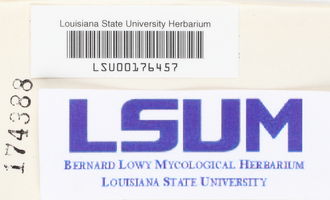 Louisiana State University Herbarium
LSU00176457
174388
LSUM
BERNARD LOWY MYCOLOGICAL HERBARIUM
LOUISIANA STATE UNIVERSITY